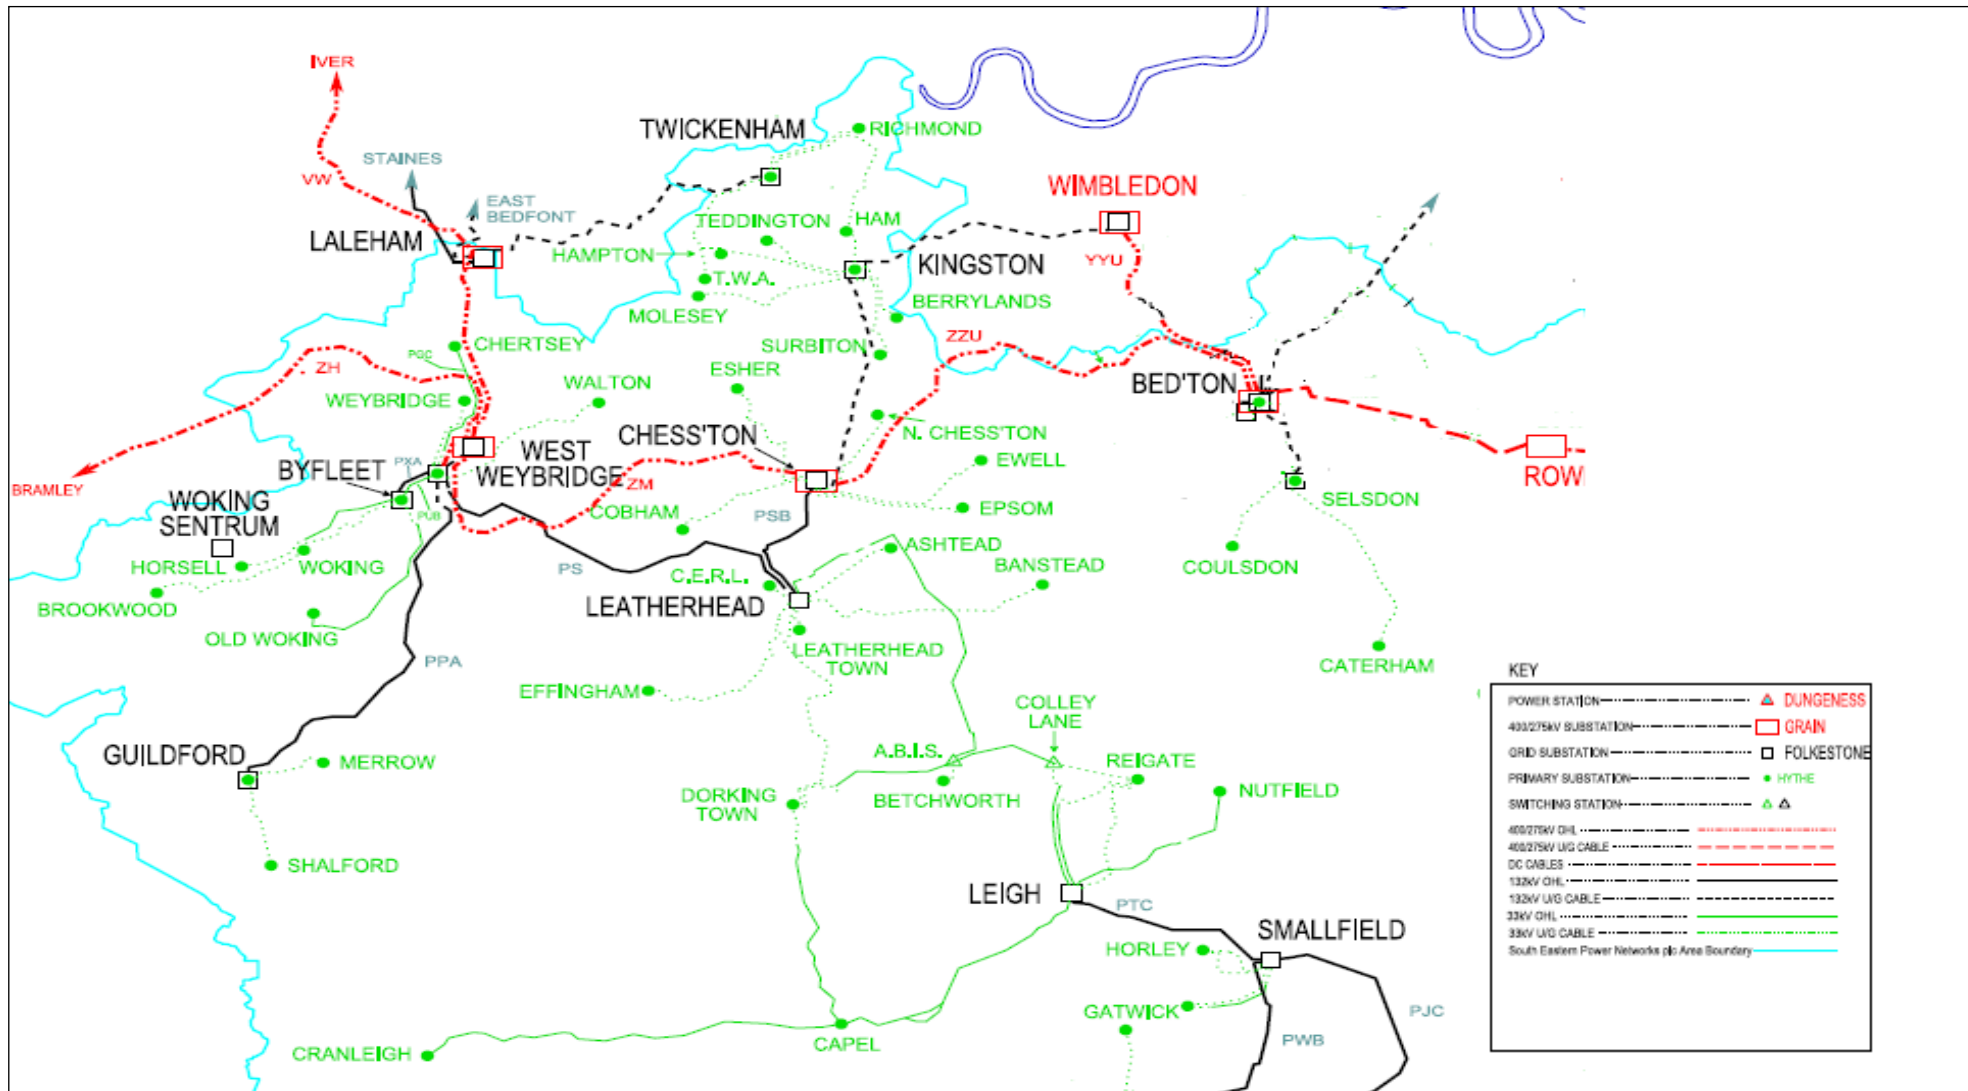 IVER
TWICKENHAM
RICHMOND
STAINES
VW
WIMBLEDON
EAST
BEDFONT
TEDDINGTON
HAM
LALEHAM
HAMPTON
KINGSTON
YYU
T.W.A.
BERRYLANDS
MOLESEY
ZZU
CHERTSEY
SURBITON
PGC
ZH
ESHER
WALTON
BED'TON
WEYBRIDGE
CHESS'TON
N. CHESS'TON
WEST
WEYBRIDGE
EWELL
BYFLEET
PXA
ROW
BRAMLEY
ZM
WOKING
SENTRUM
SELSDON
COBHAM
PSB
EPSOM
PUB
ASHTEAD
HORSELL
WOKING
PS
C.E.R.L.
BANSTEAD
COULSDON
BROOKWOOD
LEATHERHEAD
OLD WOKING
LEATHERHEAD
TOWN
PPA
CATERHAM
KEY
EFFINGHAM
COLLEY
LANE
POWER STATION
DUNGENESS
400/275kV SUBSTATION
GRAIN
GUILDFORD
MERROW
A.B.I.S.
REIGATE
GRID SUBSTATION
FOLKESTONE
PRIMARY SUBSTATION
HYTHE
DORKING
TOWN
BETCHWORTH
NUTFIELD
SWITCHING STATION
400/275kV OHL
400/275kV U/G CABLE
SHALFORD
DC CABLES
132kV OHL
LEIGH
PTC
132kV U/G CABLE
33kV OHL
SMALLFIELD
33kV U/G CABLE
HORLEY
South Eastern Power Networks plc Area Boundary
GATWICK
PJC
CRANLEIGH
CAPEL
PWB